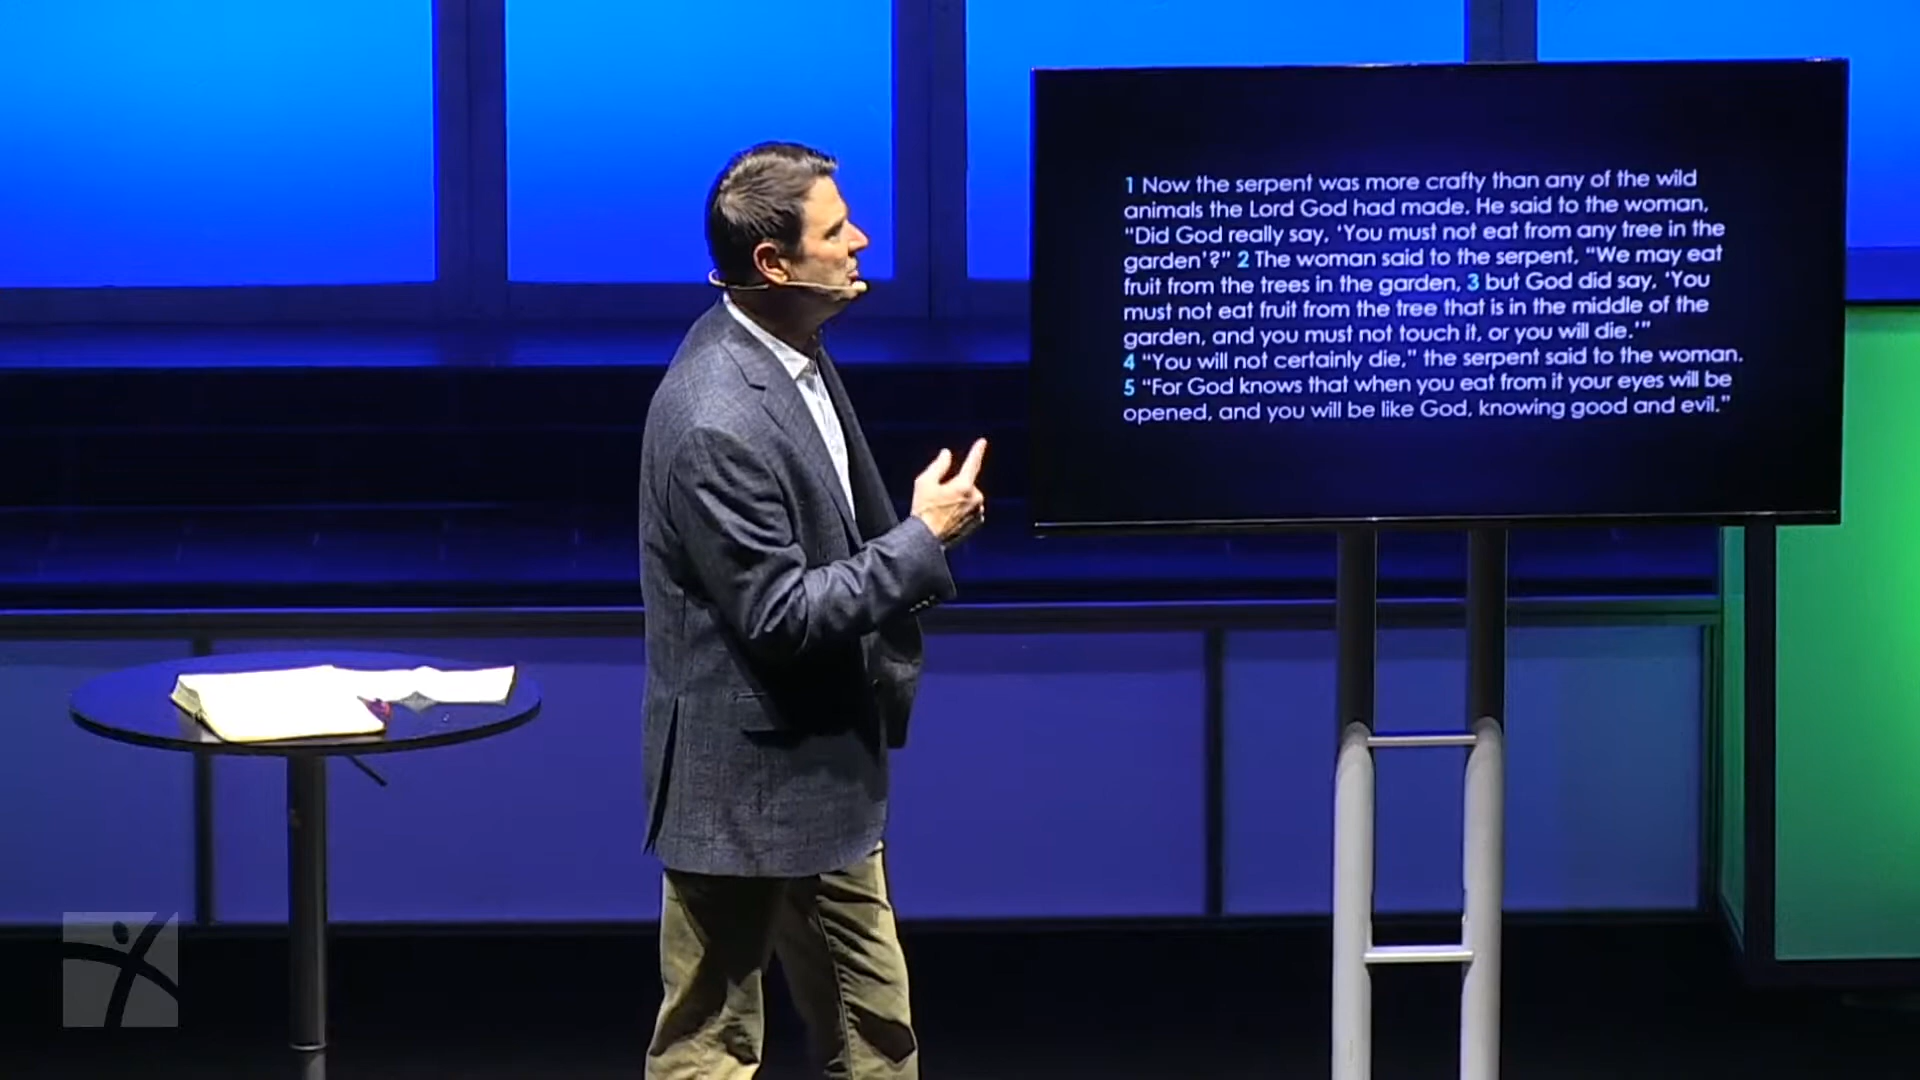 1 Now the serpent was more crafty than any of the wild
animals the Lord God had made. He said to the woman,
“Did God really say, ‘You must not eat from any tree in the
garden’?” 2 The woman said to the serpent, “We may eat
fruit from the trees in the garden, 3 but God did say, ‘You
must not eat fruit from the tree that is in the middle of the
garden, and you must not touch it, or you will die.’”
4 “You will not certainly die,” the serpent said to the woman.
5 “For God knows that when you eat from it your eyes will be
opened, and you will be like God, knowing good and evil.”